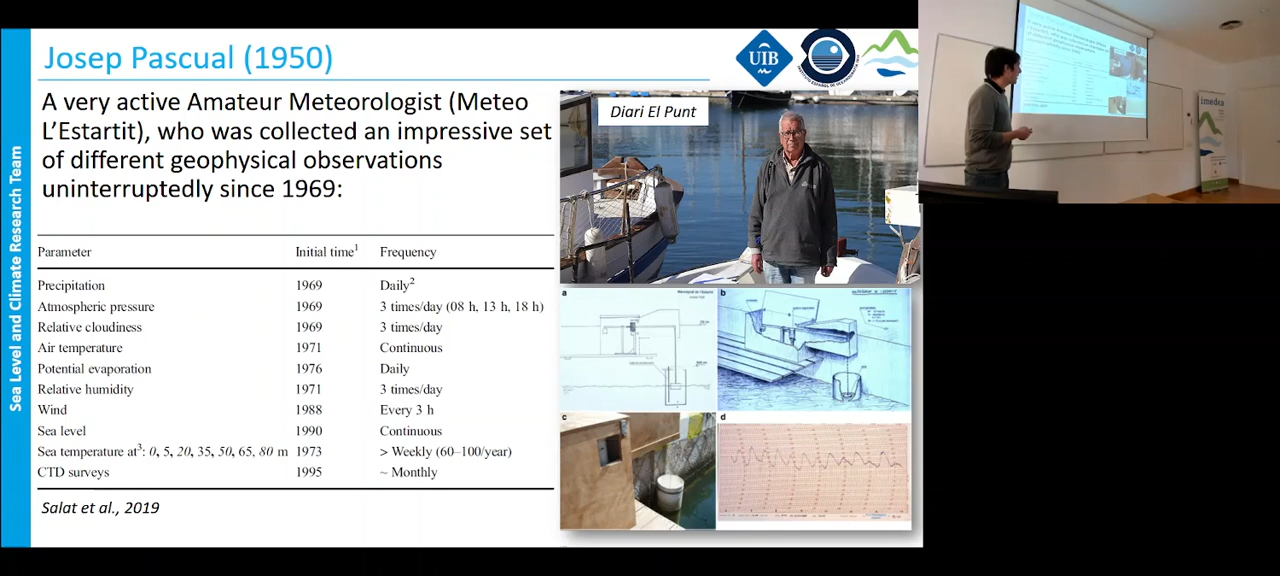 Josep Pascual (1950)
UIB
A very active Amateur Meteorologist (Meteo
L'Estartit), who was collected an impressive set
of different geophysical observations
uninterruptedly since 1969:
Sea Level and Climate Research Team
Diari El Punt
Parameter Initial time1 Frequency
Precipitation 1969 Daily2
Atmospheric pressure 1969 3 times/day (08 h, 13 h, 18 h)
Relative cloudiness 1969 3 times/day
Air temperature 1971 Continuous
Potential evaporation 1976 Daily
Relative humidity 1971 3 times/day
Wind 1988 Every 3 h
Sea level 1990 Continuous
Sea temperature at3: 0, 5, 20, 35, 50, 65, 80 m 1973 > Weekly (60–100/year)
CTD surveys 1995 ~ Monthly
Salat et al., 2019
a
b
c
d
imedea